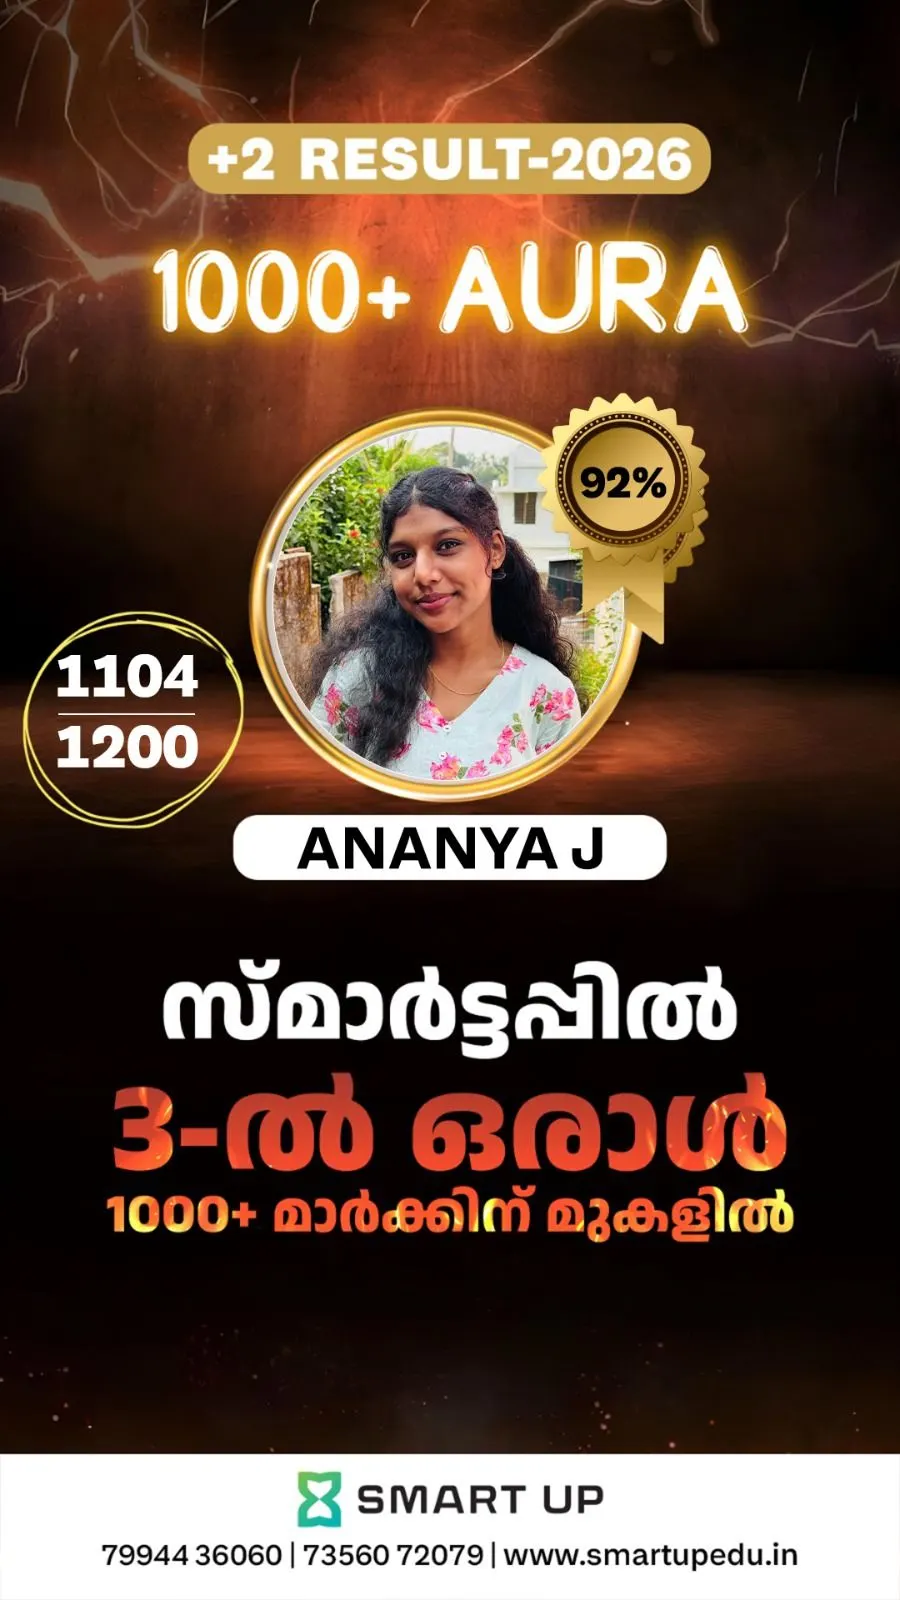 +2 RESULT-2026
1000+ AURA
92%
1104
1200
ANANYA J
സ്മാർട്ടപ്പിൽ
3-ൽ ഒരാൾ
1000+ മാർക്കിന് മുകളിൽ
SMART UP
79944 36060 | 73560 72079 | www.smartupedu.in